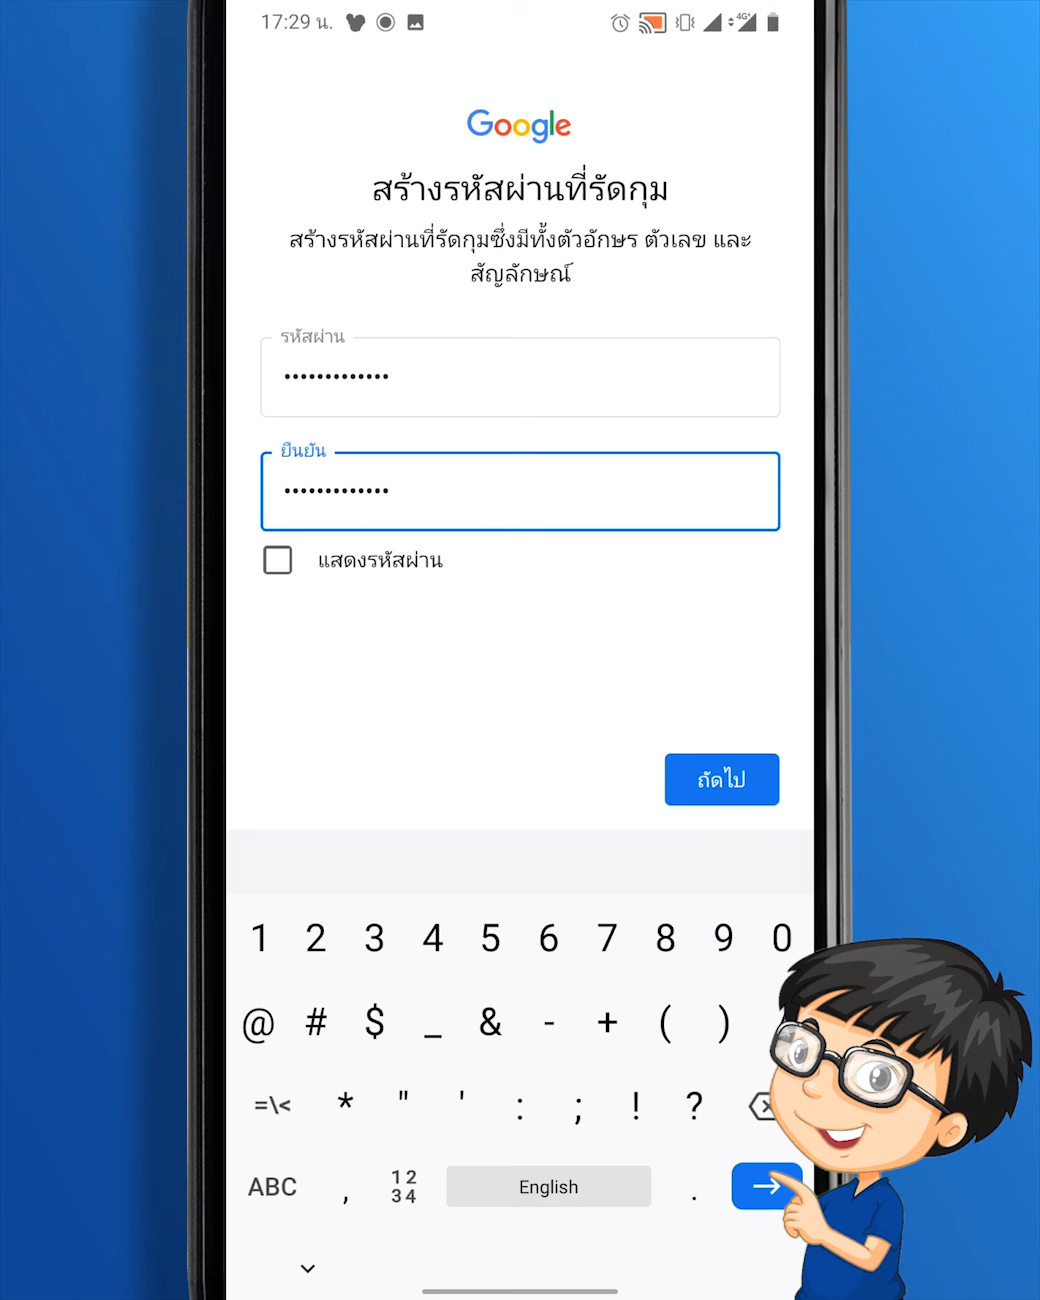 17:29 น.
4G+
Google
สร้างรหัสผ่านที่รัดกุม
สร้างรหัสผ่านที่รัดกุมซึ่งมีทั้งตัวอักษร ตัวเลข และ
สัญลักษณ์
รหัสผ่าน
•••••••••••••
ยืนยัน
•••••••••••••
แสดงรหัสผ่าน
ถัดไป
1 2 3 4 5 6 7 8 9 0
@ # $ _ & - + ( )
=\< * " ' : ; ! ?
ABC , 12 34 English .